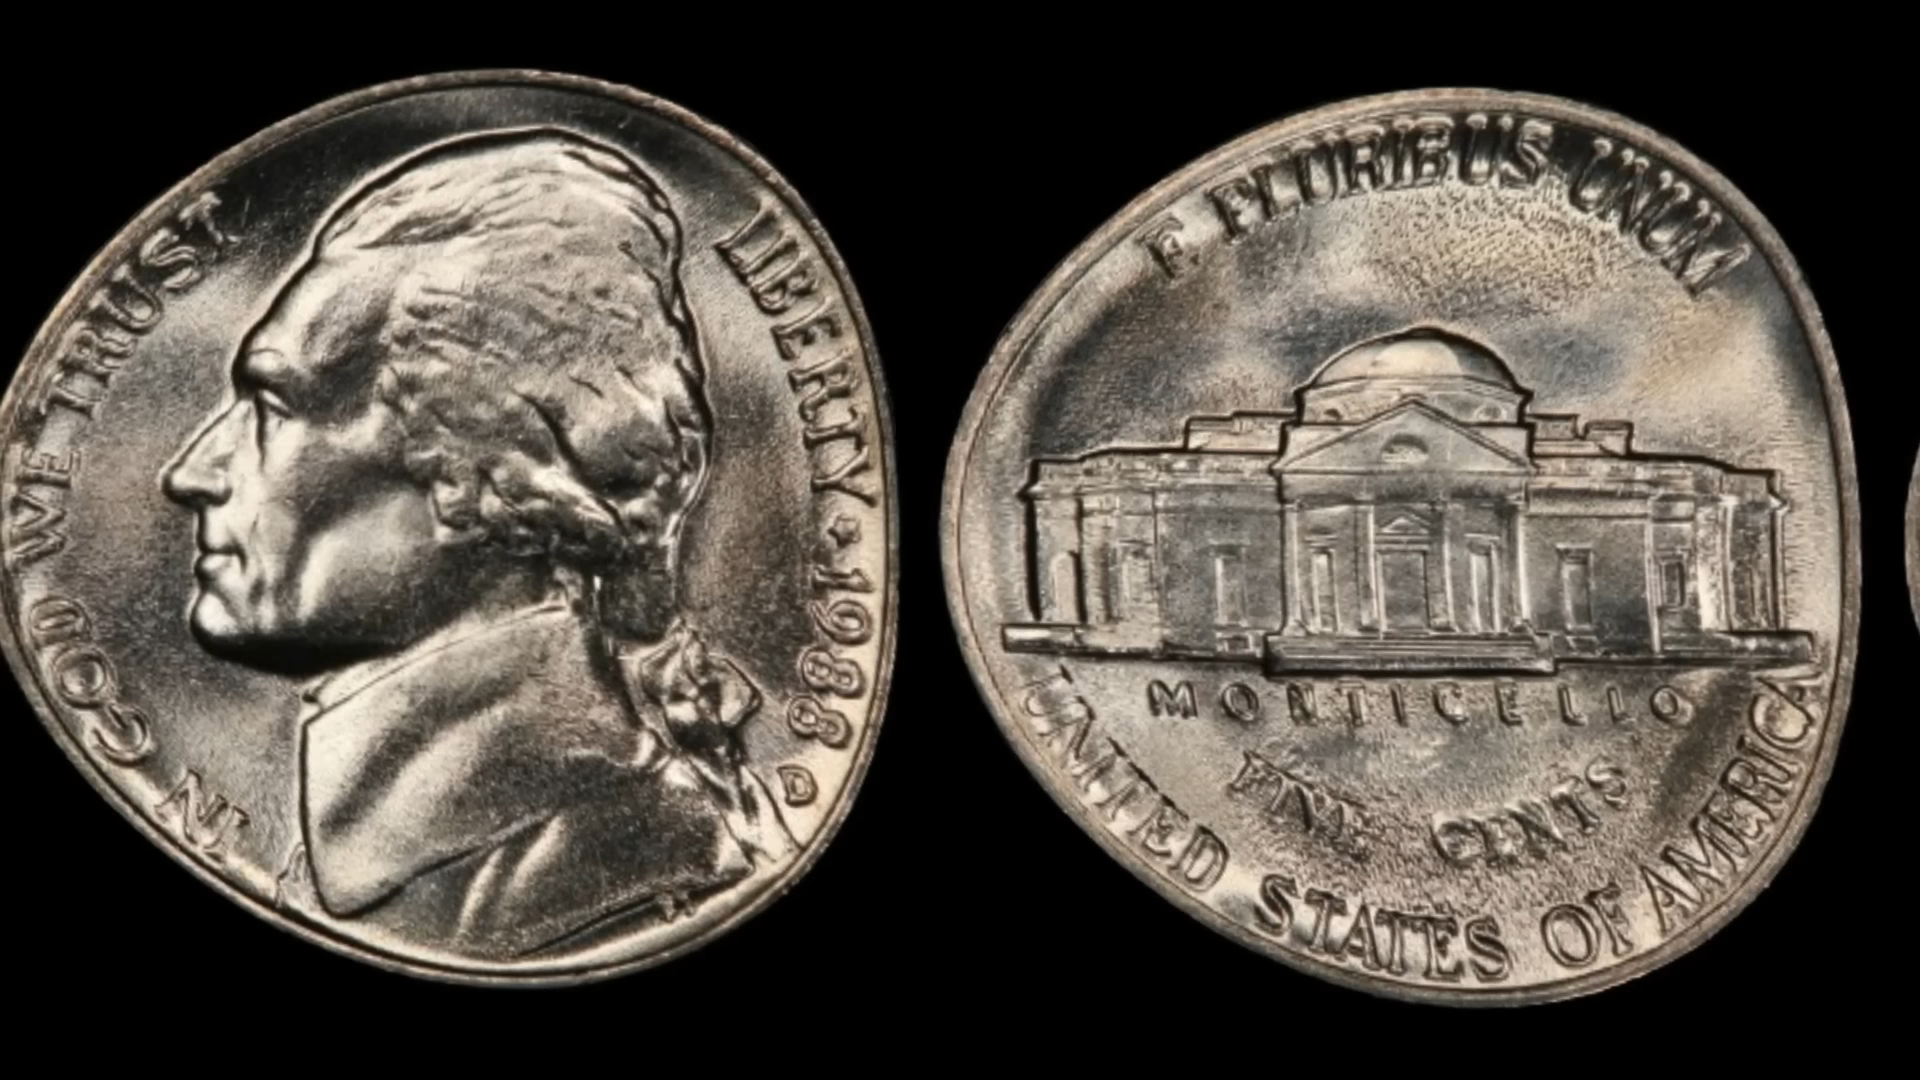 IN GOD WE TRUST
LIBERTY * 1988
D
E PLURIBUS UNUM
MONTICELLO
FIVE CENTS
UNITED STATES OF AMERICA